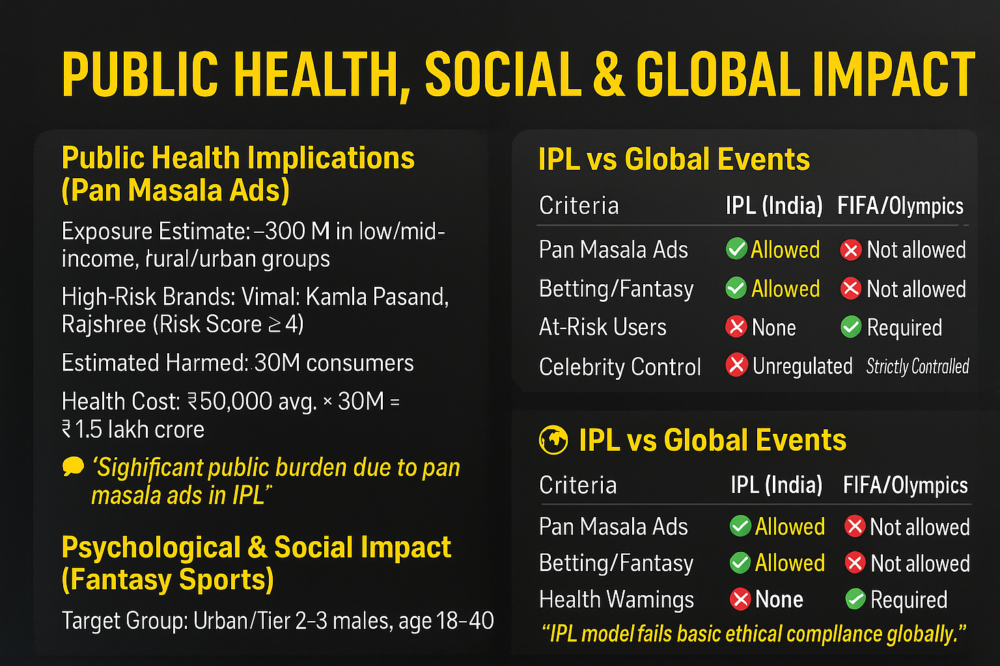 PUBLIC HEALTH, SOCIAL & GLOBAL IMPACT
Public Health Implications
(Pan Masala Ads)
Exposure Estimate: –300 M in low/mid-
income, rural/urban groups
High-Risk Brands: Vimal: Kamla Pasand,
Rajshree (Risk Score ≥ 4)
Estimated Harmed: 30M consumers
Health Cost: ₹50,000 avg. × 30M =
₹1.5 lakh crore
‘Sighificant public burden due to pan
masala ads in IPL”
Psychological & Social Impact
(Fantasy Sports)
Target Group: Urban/Tier 2–3 males, age 18–40
IPL vs Global Events
Criteria IPL (India) FIFA/Olympics
Pan Masala Ads Allowed Not allowed
Betting/Fantasy Allowed Not allowed
At-Risk Users None Required
Celebrity Control Unregulated Strictly Contralled
IPL vs Global Events
Criteria IPL (India) FIFA/Olympics
Pan Masala Ads Allowed Not allowed
Betting/Fantasy Allowed Not allowed
Health Wamings None Required
“IPL model fails basic ethical compllance globally.”